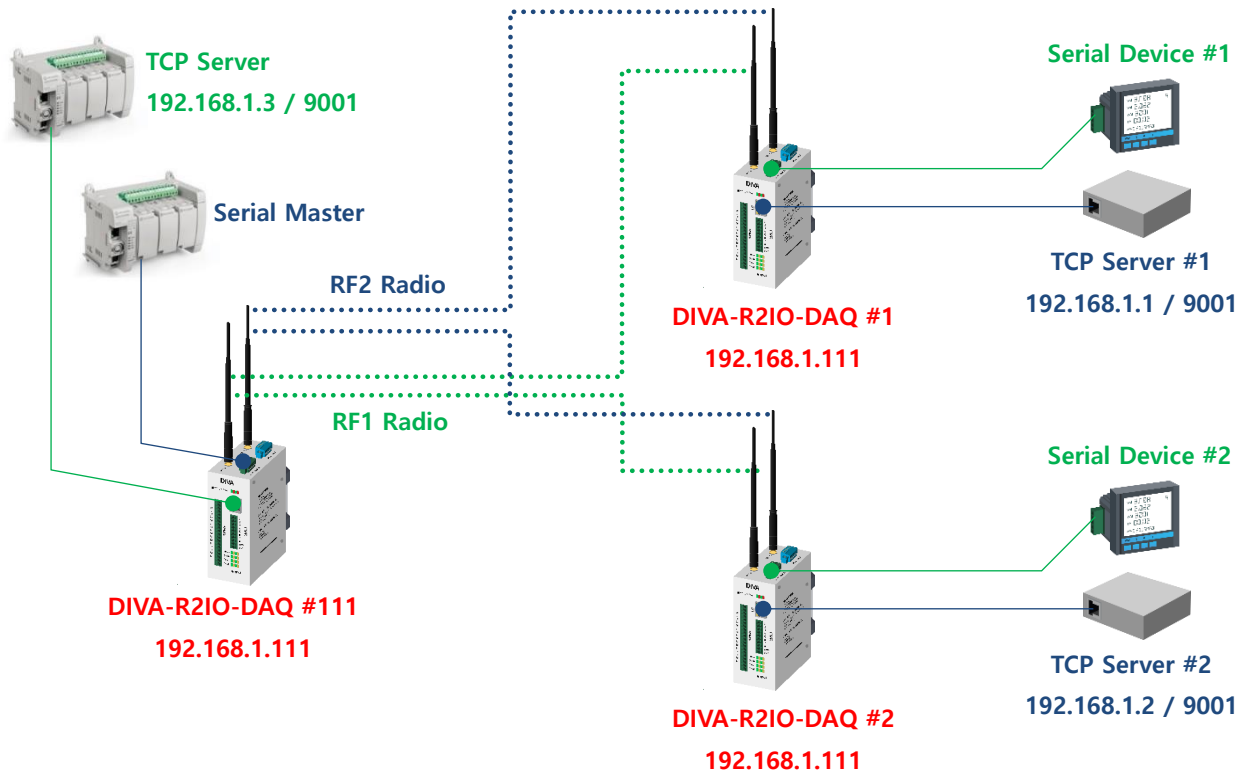 TCP Server
192.168.1.3 / 9001
Serial Master
RF2 Radio
RF1 Radio
DIVA
DIVA-R2IO-DAQ #111
192.168.1.111
DIVA
DIVA-R2IO-DAQ #1
192.168.1.111
Serial Device #1
TCP Server #1
192.168.1.1 / 9001
DIVA
DIVA-R2IO-DAQ #2
192.168.1.111
Serial Device #2
TCP Server #2
192.168.1.2 / 9001